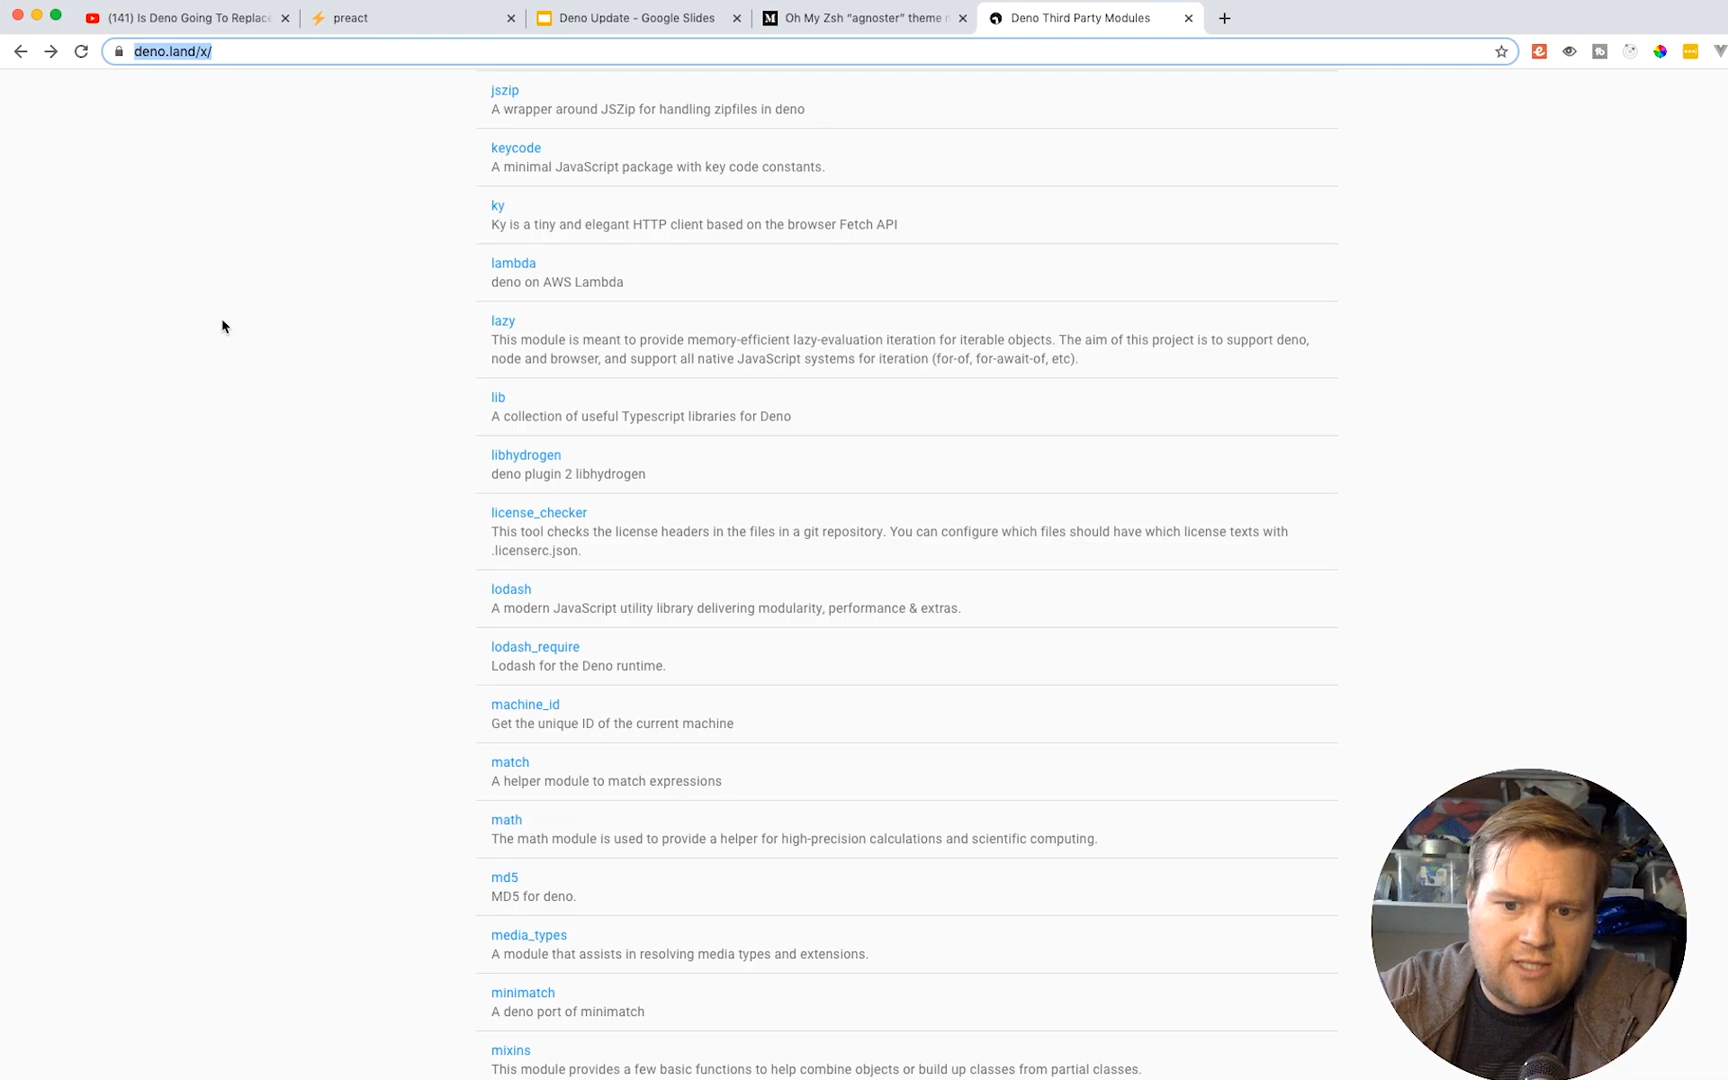 (141) Is Deno Going To Replace
preact
Deno Update - Google Slides
Oh My Zsh “agnoster” theme
Deno Third Party Modules
deno.land/x/
jszip
A wrapper around JSZip for handling zipfiles in deno
keycode
A minimal JavaScript package with key code constants.
ky
Ky is a tiny and elegant HTTP client based on the browser Fetch API
lambda
deno on AWS Lambda
lazy
This module is meant to provide memory-efficient lazy-evaluation iteration for iterable objects. The aim of this project is to support deno,
node and browser, and support all native JavaScript systems for iteration (for-of, for-await-of, etc).
lib
A collection of useful Typescript libraries for Deno
libhydrogen
deno plugin 2 libhydrogen
license_checker
This tool checks the license headers in the files in a git repository. You can configure which files should have which license texts with
.licenserc.json.
lodash
A modern JavaScript utility library delivering modularity, performance & extras.
lodash_require
Lodash for the Deno runtime.
machine_id
Get the unique ID of the current machine
match
A helper module to match expressions
math
The math module is used to provide a helper for high-precision calculations and scientific computing.
md5
MD5 for deno.
media_types
A module that assists in resolving media types and extensions.
minimatch
A deno port of minimatch
mixins
This module provides a few basic functions to help combine objects or build up classes from partial classes.